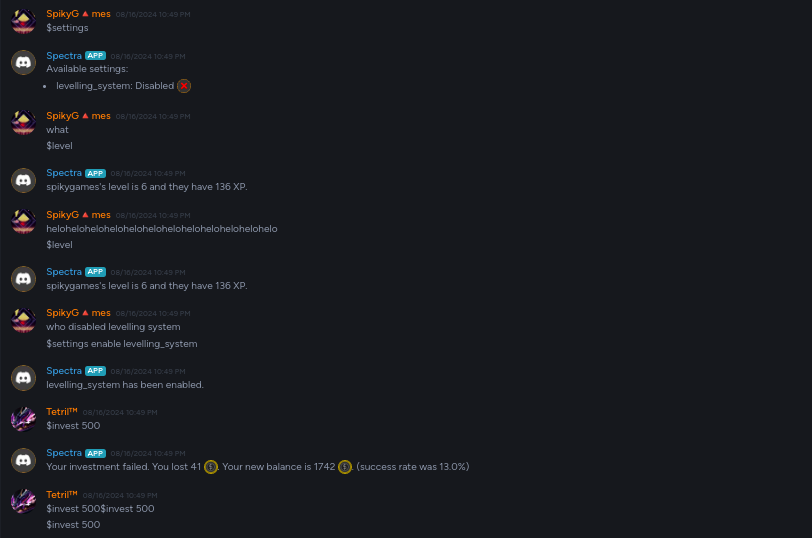 SpikyG🔺mes 08/16/2024 10:49 PM
$settings
Spectra APP 08/16/2024 10:49 PM
Available settings:
• levelling_system: Disabled
SpikyG🔺mes 08/16/2024 10:49 PM
what
$level
Spectra APP 08/16/2024 10:49 PM
spikygames's level is 6 and they have 136 XP.
SpikyG🔺mes 08/16/2024 10:49 PM
helohelohelohelohelohelohelohelohelohelohelohelo
$level
Spectra APP 08/16/2024 10:49 PM
spikygames's level is 6 and they have 136 XP.
SpikyG🔺mes 08/16/2024 10:49 PM
who disabled levelling system
$settings enable levelling_system
Spectra APP 08/16/2024 10:49 PM
levelling_system has been enabled.
Tetril™ 08/16/2024 10:49 PM
$invest 500
Spectra APP 08/16/2024 10:49 PM
Your investment failed. You lost 41 . Your new balance is 1742 . (success rate was 13.0%)
Tetril™ 08/16/2024 10:49 PM
$invest 500$invest 500
$invest 500